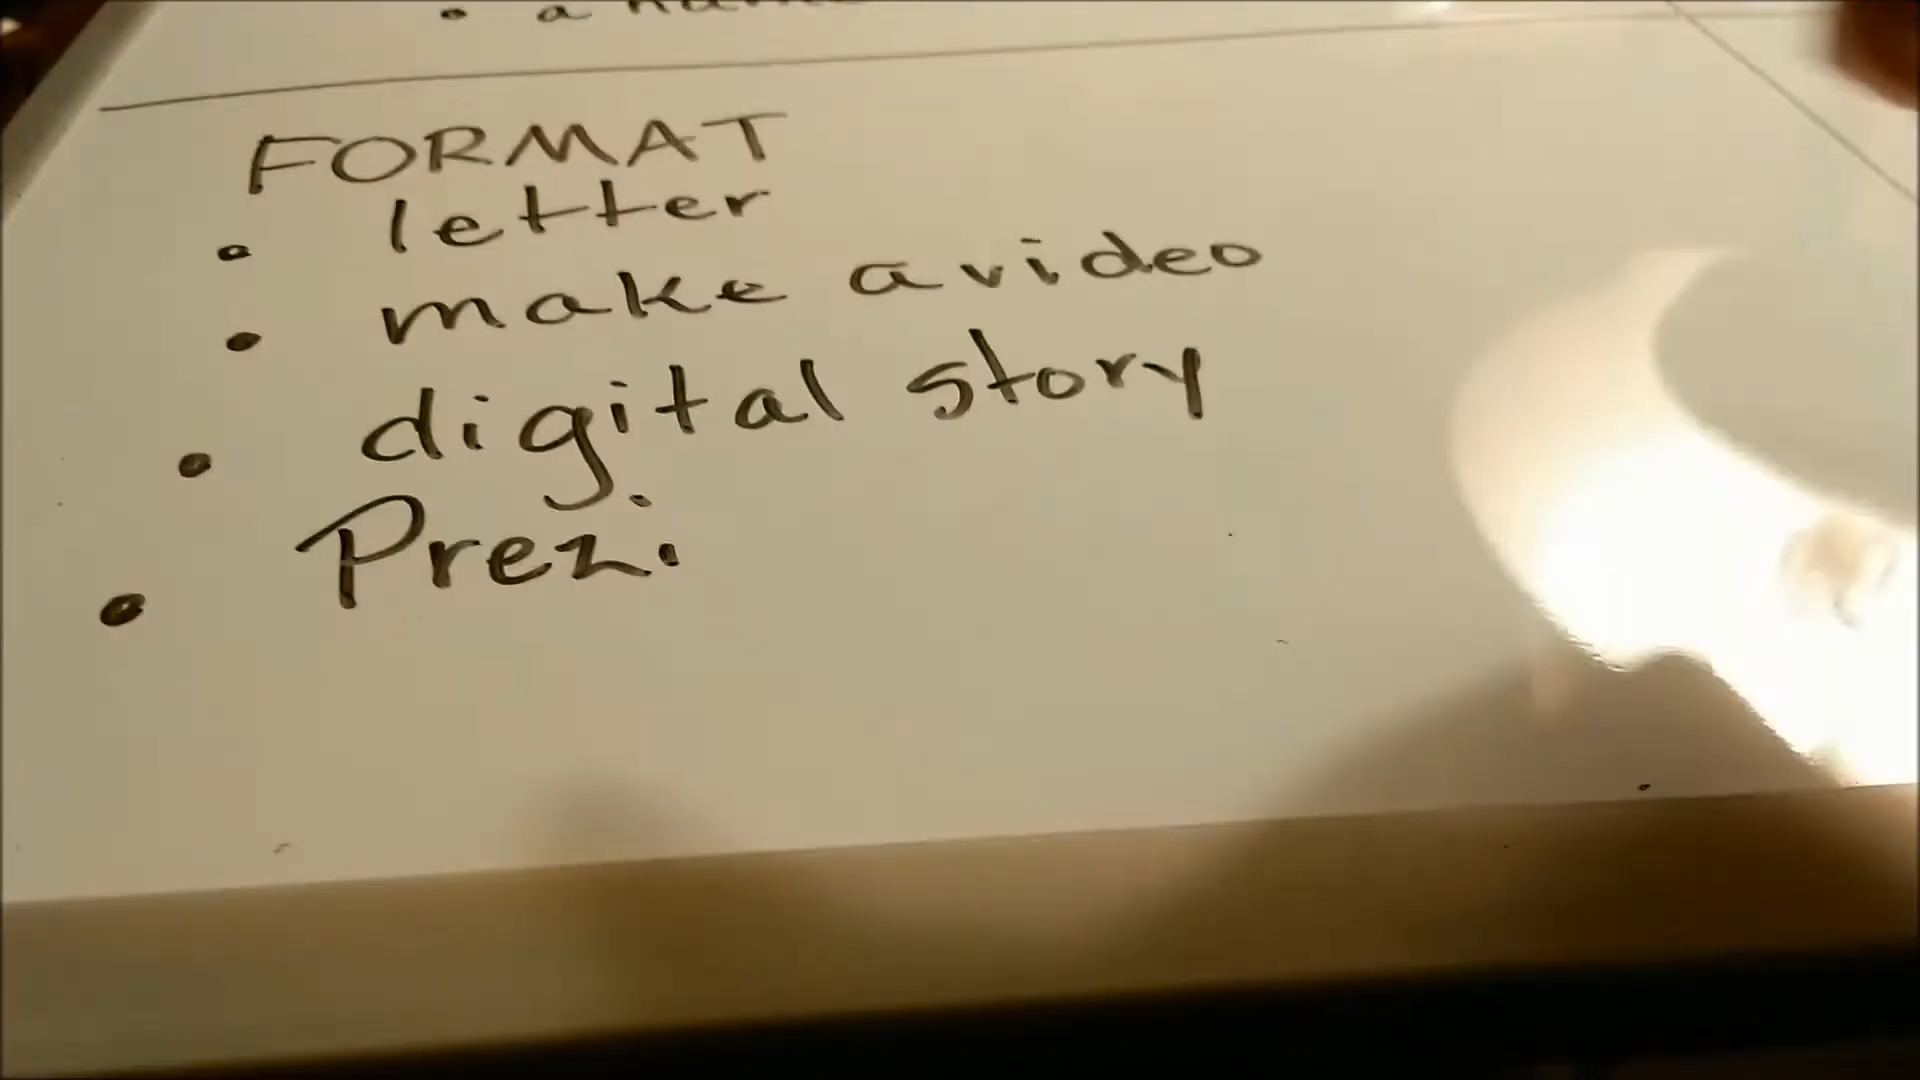 • a
FORMAT
• letter
• make a video
• digital story
• Prezi